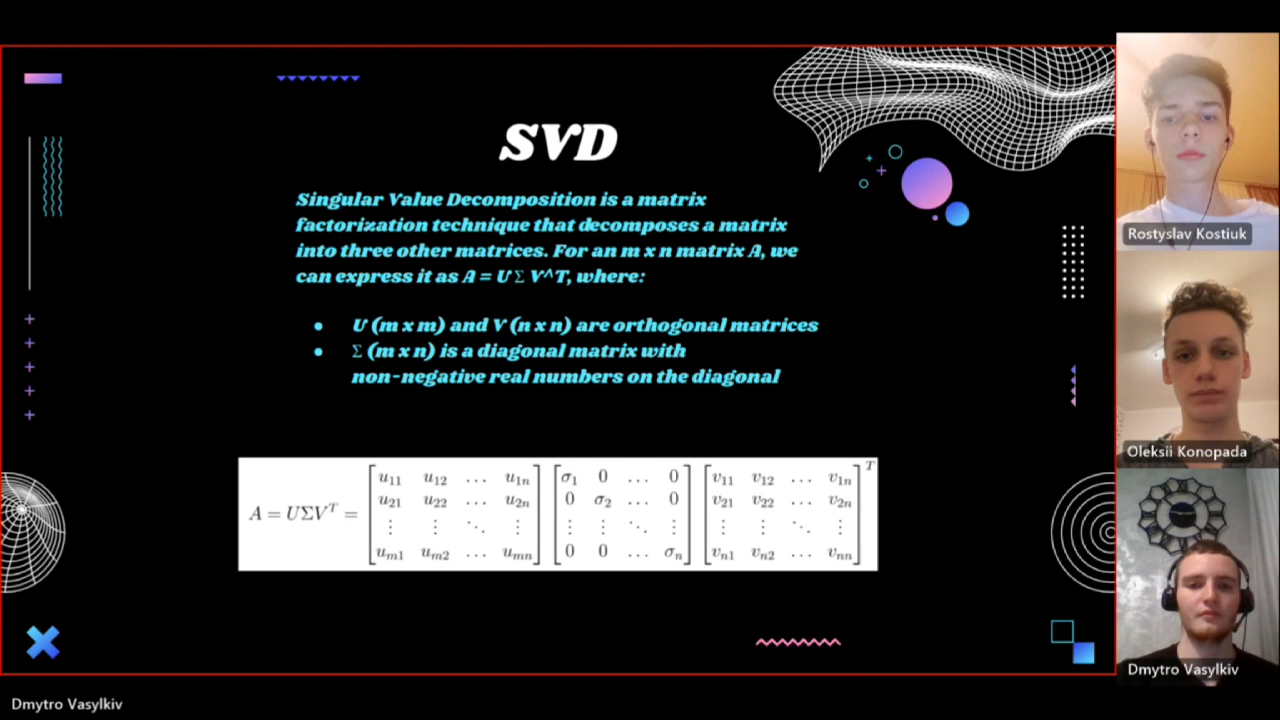 SVD
Singular Value Decomposition is a matrix
factorization technique that decomposes a matrix
into three other matrices. For an m x n matrix A, we
can express it as A = U Σ V^T, where:
● U (m x m) and V (n x n) are orthogonal matrices
● Σ (m x n) is a diagonal matrix with
non-negative real numbers on the diagonal
u11 u12 … u1n σ1 0 … 0 v11 v12 … v1n T
u21 u22 … u2n 0 σ2 … 0 v21 v22 … v2n
A = UΣV^T =
⋮ ⋮ ⋱ ⋮ ⋮ ⋮ ⋱ ⋮ ⋮ ⋮ ⋱ ⋮
um1 um2 … umn 0 0 … σn vn1 vn2 … vnn
Rostyslav Kostiuk
Oleksii Konopada
Dmytro Vasylkiv
Dmytro Vasylkiv